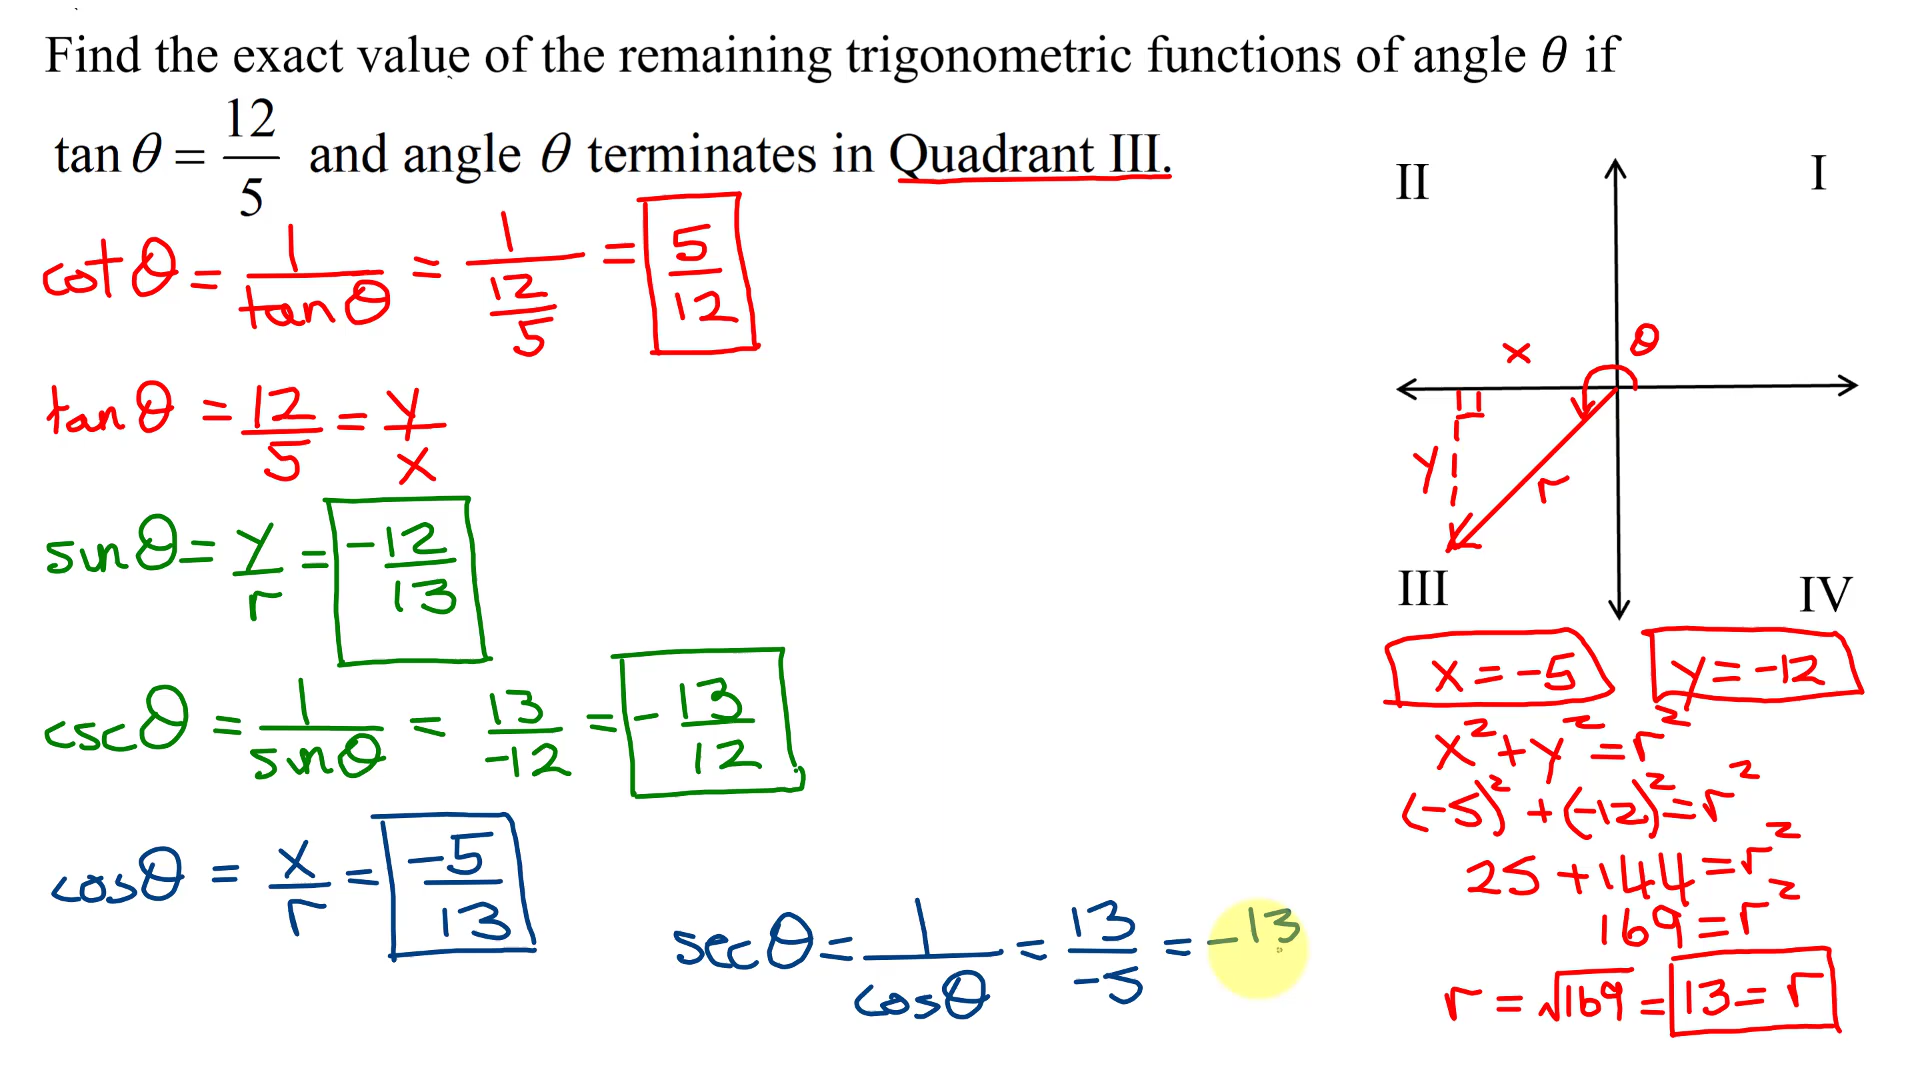 Find the exact value of the remaining trigonometric functions of angle θ if
tan θ = 12/5 and angle θ terminates in Quadrant III.
cot θ = 1/tan θ = 1/(12/5) = 5/12
tan θ = 12/5 = y/x
sin θ = y/r = -12/13
csc θ = 1/sin θ = 13/-12 = -13/12
cos θ = x/r = -5/13
sec θ = 1/cos θ = 13/-5 = -13
II I
x θ
y r
III IV
x = -5 y = -12
x² + y² = r²
(-5)² + (-12)² = r²
25 + 144 = r²
169 = r²
r = √169 = 13 = r